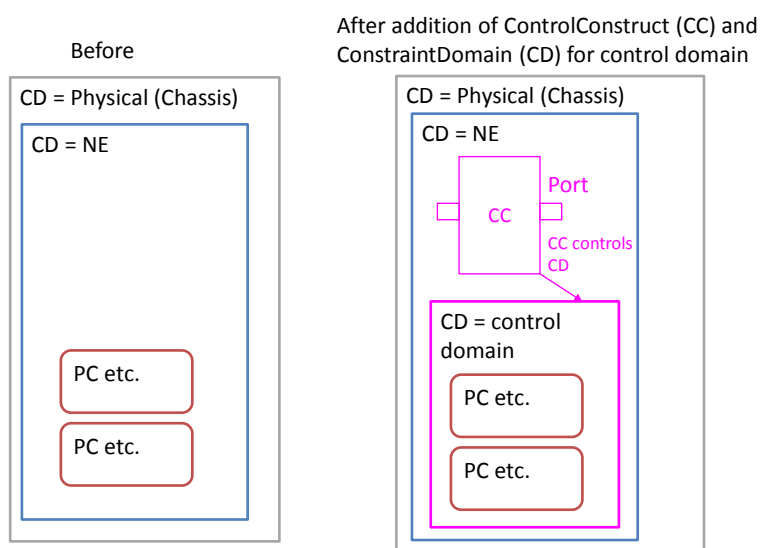 Before
CD = Physical (Chassis)
CD = NE
PC etc.
PC etc.
After addition of ControlConstruct (CC) and
ConstraintDomain (CD) for control domain
CD = Physical (Chassis)
CD = NE
Port
CC
CC controls
CD
CD = control
domain
PC etc.
PC etc.